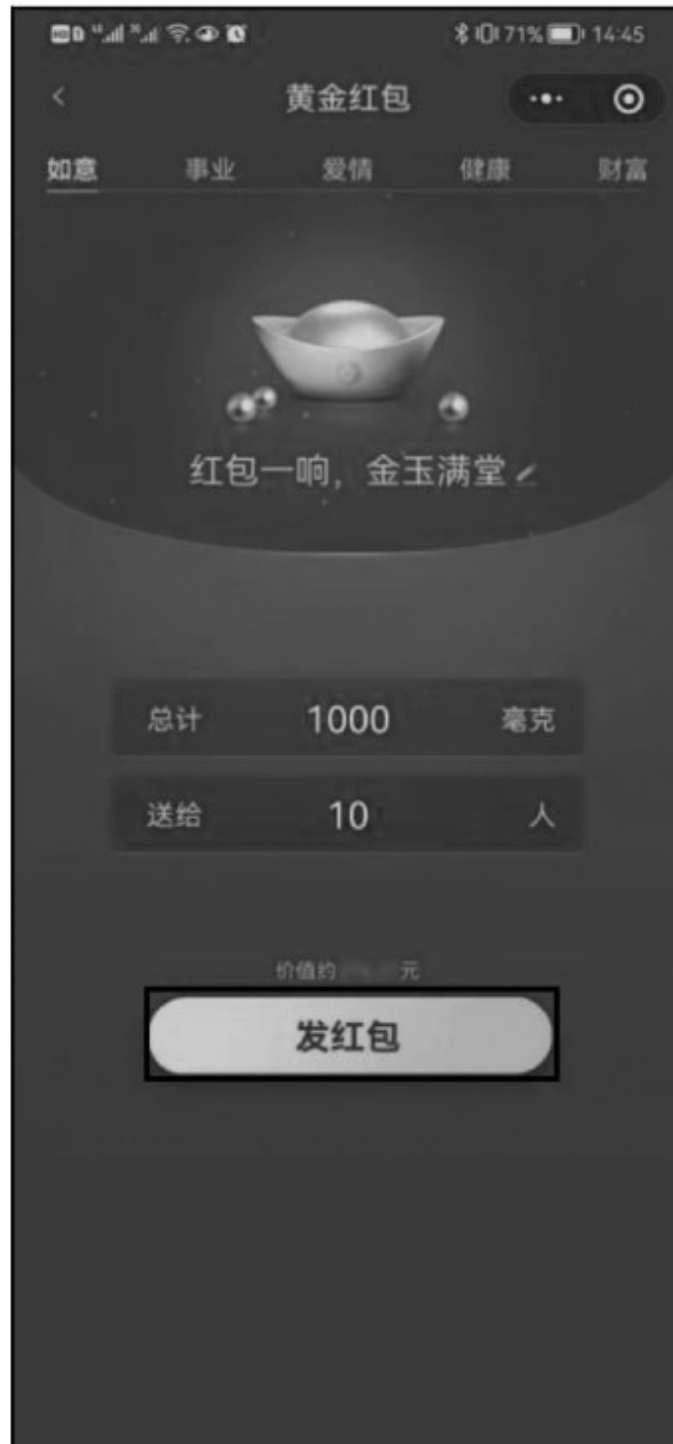 71% 14:45
黄金红包
如意 事业 爱情 健康 财富
红包一响，金玉满堂
总计 1000 毫克
送给 10 人
价值约 元
发红包